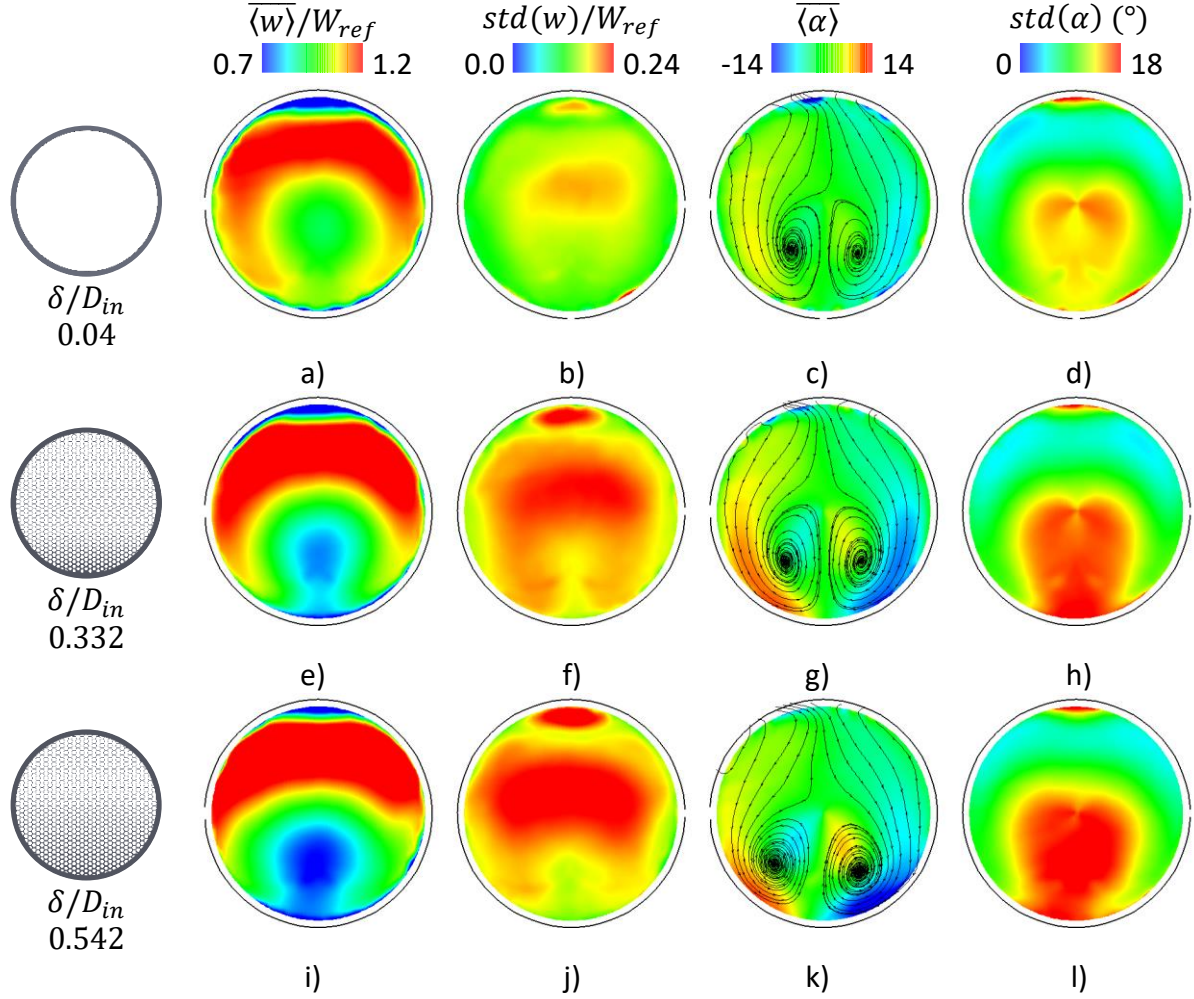 ⟨w⟩/W_ref std(w)/W_ref ⟨α⟩ std(α) (°)
0.7 1.2 0.0 0.24 -14 14 0 18
δ/D_in
0.04
a) b) c) d)
δ/D_in
0.332
e) f) g) h)
δ/D_in
0.542
i) j) k) l)